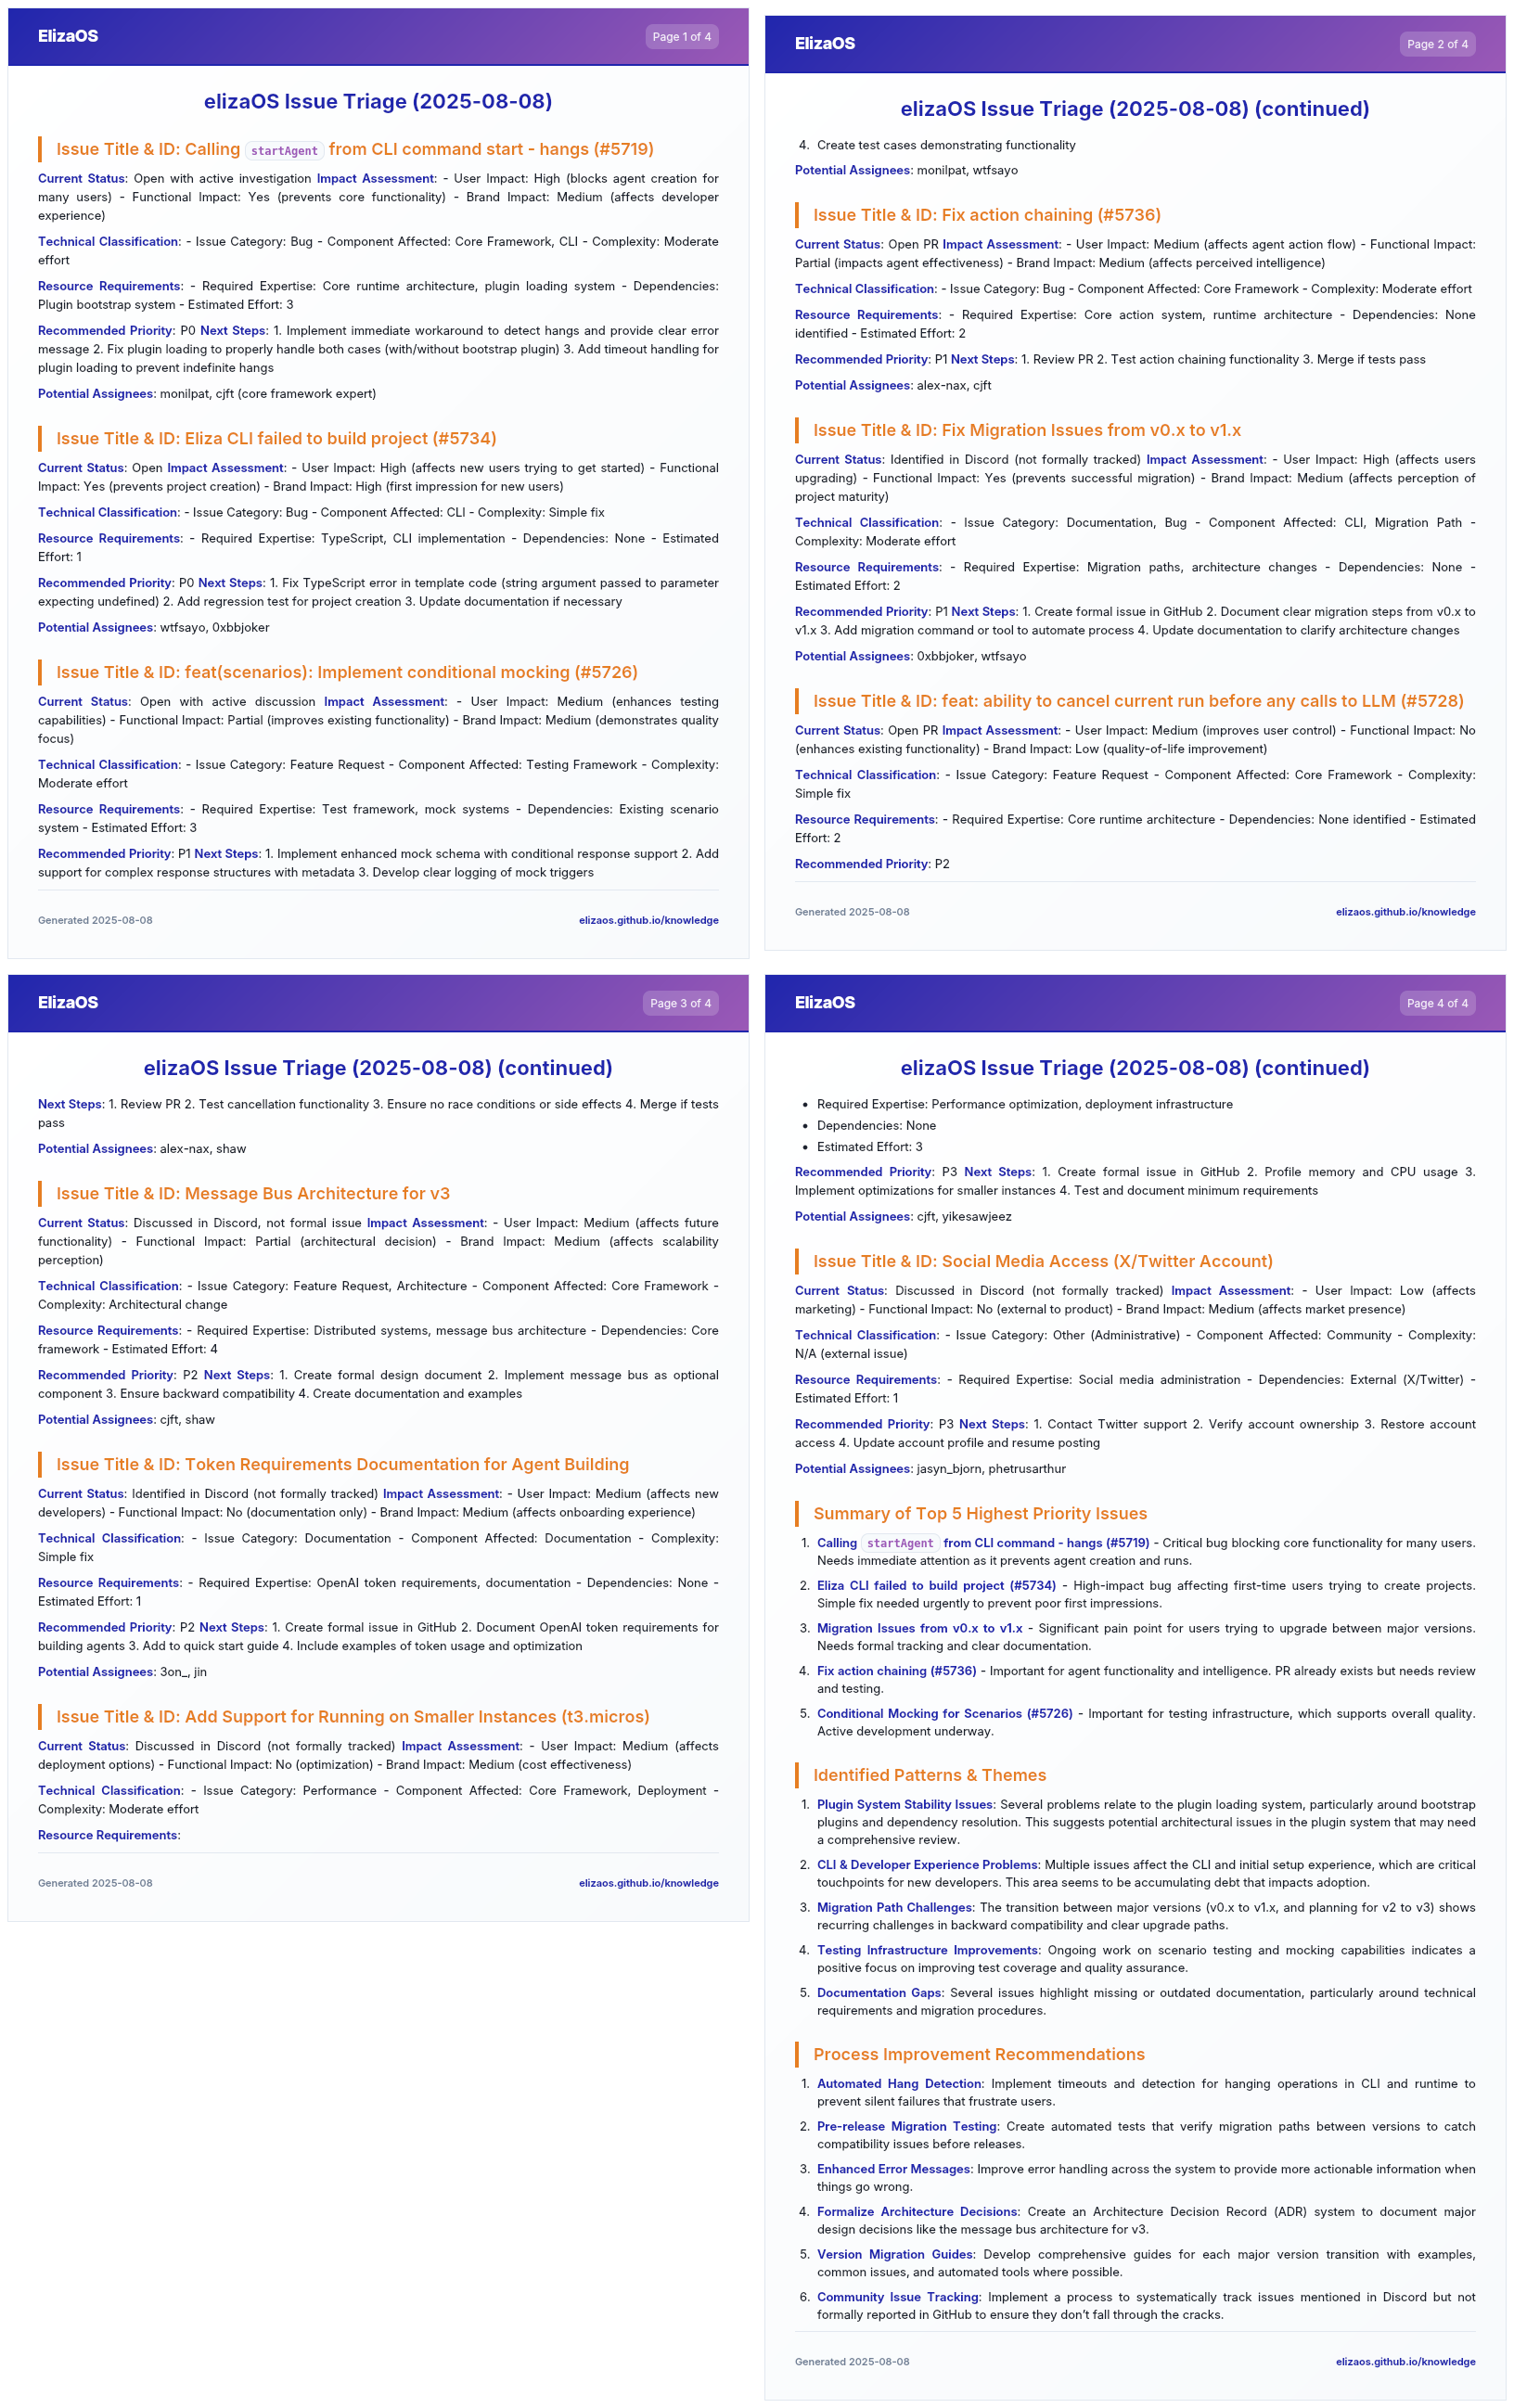 ElizaOS
Page 1 of 4
elizaOS Issue Triage (2025-08-08)
Issue Title & ID: Calling startAgent from CLI command start - hangs (#5719)
Current Status: Open with active investigation Impact Assessment: - User Impact: High (blocks agent creation for
many users) - Functional Impact: Yes (prevents core functionality) - Brand Impact: Medium (affects developer
experience)
Technical Classification: - Issue Category: Bug - Component Affected: Core Framework, CLI - Complexity: Moderate
effort
Resource Requirements: - Required Expertise: Core runtime architecture, plugin loading system - Dependencies:
Plugin bootstrap system - Estimated Effort: 3
Recommended Priority: P0 Next Steps: 1. Implement immediate workaround to detect hangs and provide clear error
message 2. Fix plugin loading to properly handle both cases (with/without bootstrap plugin) 3. Add timeout handling for
plugin loading to prevent indefinite hangs
Potential Assignees: monilpat, cjft (core framework expert)
Issue Title & ID: Eliza CLI failed to build project (#5734)
Current Status: Open Impact Assessment: - User Impact: High (affects new users trying to get started) - Functional
Impact: Yes (prevents project creation) - Brand Impact: High (first impression for new users)
Technical Classification: - Issue Category: Bug - Component Affected: CLI - Complexity: Simple fix
Resource Requirements: - Required Expertise: TypeScript, CLI implementation - Dependencies: None - Estimated
Effort: 1
Recommended Priority: P0 Next Steps: 1. Fix TypeScript error in template code (string argument passed to parameter
expecting undefined) 2. Add regression test for project creation 3. Update documentation if necessary
Potential Assignees: wtfsayo, 0xbbjoker
Issue Title & ID: feat(scenarios): Implement conditional mocking (#5726)
Current Status: Open with active discussion Impact Assessment: - User Impact: Medium (enhances testing
capabilities) - Functional Impact: Partial (improves existing functionality) - Brand Impact: Medium (demonstrates quality
focus)
Technical Classification: - Issue Category: Feature Request - Component Affected: Testing Framework - Complexity:
Moderate effort
Resource Requirements: - Required Expertise: Test framework, mock systems - Dependencies: Existing scenario
system - Estimated Effort: 3
Recommended Priority: P1 Next Steps: 1. Implement enhanced mock schema with conditional response support 2. Add
support for complex response structures with metadata 3. Develop clear logging of mock triggers
Generated 2025-08-08
elizaos.github.io/knowledge
ElizaOS
Page 2 of 4
elizaOS Issue Triage (2025-08-08) (continued)
4. Create test cases demonstrating functionality
Potential Assignees: monilpat, wtfsayo
Issue Title & ID: Fix action chaining (#5736)
Current Status: Open PR Impact Assessment: - User Impact: Medium (affects agent action flow) - Functional Impact:
Partial (impacts agent effectiveness) - Brand Impact: Medium (affects perceived intelligence)
Technical Classification: - Issue Category: Bug - Component Affected: Core Framework - Complexity: Moderate effort
Resource Requirements: - Required Expertise: Core action system, runtime architecture - Dependencies: None
identified - Estimated Effort: 2
Recommended Priority: P1 Next Steps: 1. Review PR 2. Test action chaining functionality 3. Merge if tests pass
Potential Assignees: alex-nax, cjft
Issue Title & ID: Fix Migration Issues from v0.x to v1.x
Current Status: Identified in Discord (not formally tracked) Impact Assessment: - User Impact: High (affects users
upgrading) - Functional Impact: Yes (prevents successful migration) - Brand Impact: Medium (affects perception of
project maturity)
Technical Classification: - Issue Category: Documentation, Bug - Component Affected: CLI, Migration Path -
Complexity: Moderate effort
Resource Requirements: - Required Expertise: Migration paths, architecture changes - Dependencies: None -
Estimated Effort: 2
Recommended Priority: P1 Next Steps: 1. Create formal issue in GitHub 2. Document clear migration steps from v0.x to
v1.x 3. Add migration command or tool to automate process 4. Update documentation to clarify architecture changes
Potential Assignees: 0xbbjoker, wtfsayo
Issue Title & ID: feat: ability to cancel current run before any calls to LLM (#5728)
Current Status: Open PR Impact Assessment: - User Impact: Medium (improves user control) - Functional Impact: No
(enhances existing functionality) - Brand Impact: Low (quality-of-life improvement)
Technical Classification: - Issue Category: Feature Request - Component Affected: Core Framework - Complexity:
Simple fix
Resource Requirements: - Required Expertise: Core runtime architecture - Dependencies: None identified - Estimated
Effort: 2
Recommended Priority: P2
Generated 2025-08-08
elizaos.github.io/knowledge
ElizaOS
Page 3 of 4
elizaOS Issue Triage (2025-08-08) (continued)
Next Steps: 1. Review PR 2. Test cancellation functionality 3. Ensure no race conditions or side effects 4. Merge if tests
pass
Potential Assignees: alex-nax, shaw
Issue Title & ID: Message Bus Architecture for v3
Current Status: Discussed in Discord, not formal issue Impact Assessment: - User Impact: Medium (affects future
functionality) - Functional Impact: Partial (architectural decision) - Brand Impact: Medium (affects scalability
perception)
Technical Classification: - Issue Category: Feature Request, Architecture - Component Affected: Core Framework -
Complexity: Architectural change
Resource Requirements: - Required Expertise: Distributed systems, message bus architecture - Dependencies: Core
framework - Estimated Effort: 4
Recommended Priority: P2 Next Steps: 1. Create formal design document 2. Implement message bus as optional
component 3. Ensure backward compatibility 4. Create documentation and examples
Potential Assignees: cjft, shaw
Issue Title & ID: Token Requirements Documentation for Agent Building
Current Status: Identified in Discord (not formally tracked) Impact Assessment: - User Impact: Medium (affects new
developers) - Functional Impact: No (documentation only) - Brand Impact: Medium (affects onboarding experience)
Technical Classification: - Issue Category: Documentation - Component Affected: Documentation - Complexity:
Simple fix
Resource Requirements: - Required Expertise: OpenAI token requirements, documentation - Dependencies: None -
Estimated Effort: 1
Recommended Priority: P2 Next Steps: 1. Create formal issue in GitHub 2. Document OpenAI token requirements for
building agents 3. Add to quick start guide 4. Include examples of token usage and optimization
Potential Assignees: 3on_, jin
Issue Title & ID: Add Support for Running on Smaller Instances (t3.micros)
Current Status: Discussed in Discord (not formally tracked) Impact Assessment: - User Impact: Medium (affects
deployment options) - Functional Impact: No (optimization) - Brand Impact: Medium (cost effectiveness)
Technical Classification: - Issue Category: Performance - Component Affected: Core Framework, Deployment -
Complexity: Moderate effort
Resource Requirements:
Generated 2025-08-08
elizaos.github.io/knowledge
ElizaOS
Page 4 of 4
elizaOS Issue Triage (2025-08-08) (continued)
• Required Expertise: Performance optimization, deployment infrastructure
• Dependencies: None
• Estimated Effort: 3
Recommended Priority: P3 Next Steps: 1. Create formal issue in GitHub 2. Profile memory and CPU usage 3.
Implement optimizations for smaller instances 4. Test and document minimum requirements
Potential Assignees: cjft, yikesawjeez
Issue Title & ID: Social Media Access (X/Twitter Account)
Current Status: Discussed in Discord (not formally tracked) Impact Assessment: - User Impact: Low (affects
marketing) - Functional Impact: No (external to product) - Brand Impact: Medium (affects market presence)
Technical Classification: - Issue Category: Other (Administrative) - Component Affected: Community - Complexity:
N/A (external issue)
Resource Requirements: - Required Expertise: Social media administration - Dependencies: External (X/Twitter) -
Estimated Effort: 1
Recommended Priority: P3 Next Steps: 1. Contact Twitter support 2. Verify account ownership 3. Restore account
access 4. Update account profile and resume posting
Potential Assignees: jasyn_bjorn, phetrusarthur
Summary of Top 5 Highest Priority Issues
1. Calling startAgent from CLI command - hangs (#5719) - Critical bug blocking core functionality for many users.
Needs immediate attention as it prevents agent creation and runs.
2. Eliza CLI failed to build project (#5734) - High-impact bug affecting first-time users trying to create projects.
Simple fix needed urgently to prevent poor first impressions.
3. Migration Issues from v0.x to v1.x - Significant pain point for users trying to upgrade between major versions.
Needs formal tracking and clear documentation.
4. Fix action chaining (#5736) - Important for agent functionality and intelligence. PR already exists but needs review
and testing.
5. Conditional Mocking for Scenarios (#5726) - Important for testing infrastructure, which supports overall quality.
Active development underway.
Identified Patterns & Themes
1. Plugin System Stability Issues: Several problems relate to the plugin loading system, particularly around bootstrap
plugins and dependency resolution. This suggests potential architectural issues in the plugin system that may need
a comprehensive review.
2. CLI & Developer Experience Problems: Multiple issues affect the CLI and initial setup experience, which are critical
touchpoints for new developers. This area seems to be accumulating debt that impacts adoption.
3. Migration Path Challenges: The transition between major versions (v0.x to v1.x, and planning for v2 to v3) shows
recurring challenges in backward compatibility and clear upgrade paths.
4. Testing Infrastructure Improvements: Ongoing work on scenario testing and mocking capabilities indicates a
positive focus on improving test coverage and quality assurance.
5. Documentation Gaps: Several issues highlight missing or outdated documentation, particularly around technical
requirements and migration procedures.
Process Improvement Recommendations
1. Automated Hang Detection: Implement timeouts and detection for hanging operations in CLI and runtime to
prevent silent failures that frustrate users.
2. Pre-release Migration Testing: Create automated tests that verify migration paths between versions to catch
compatibility issues before releases.
3. Enhanced Error Messages: Improve error handling across the system to provide more actionable information when
things go wrong.
4. Formalize Architecture Decisions: Create an Architecture Decision Record (ADR) system to document major
design decisions like the message bus architecture for v3.
5. Version Migration Guides: Develop comprehensive guides for each major version transition with examples,
common issues, and automated tools where possible.
6. Community Issue Tracking: Implement a process to systematically track issues mentioned in Discord but not
formally reported in GitHub to ensure they don't fall through the cracks.
Generated 2025-08-08
elizaos.github.io/knowledge